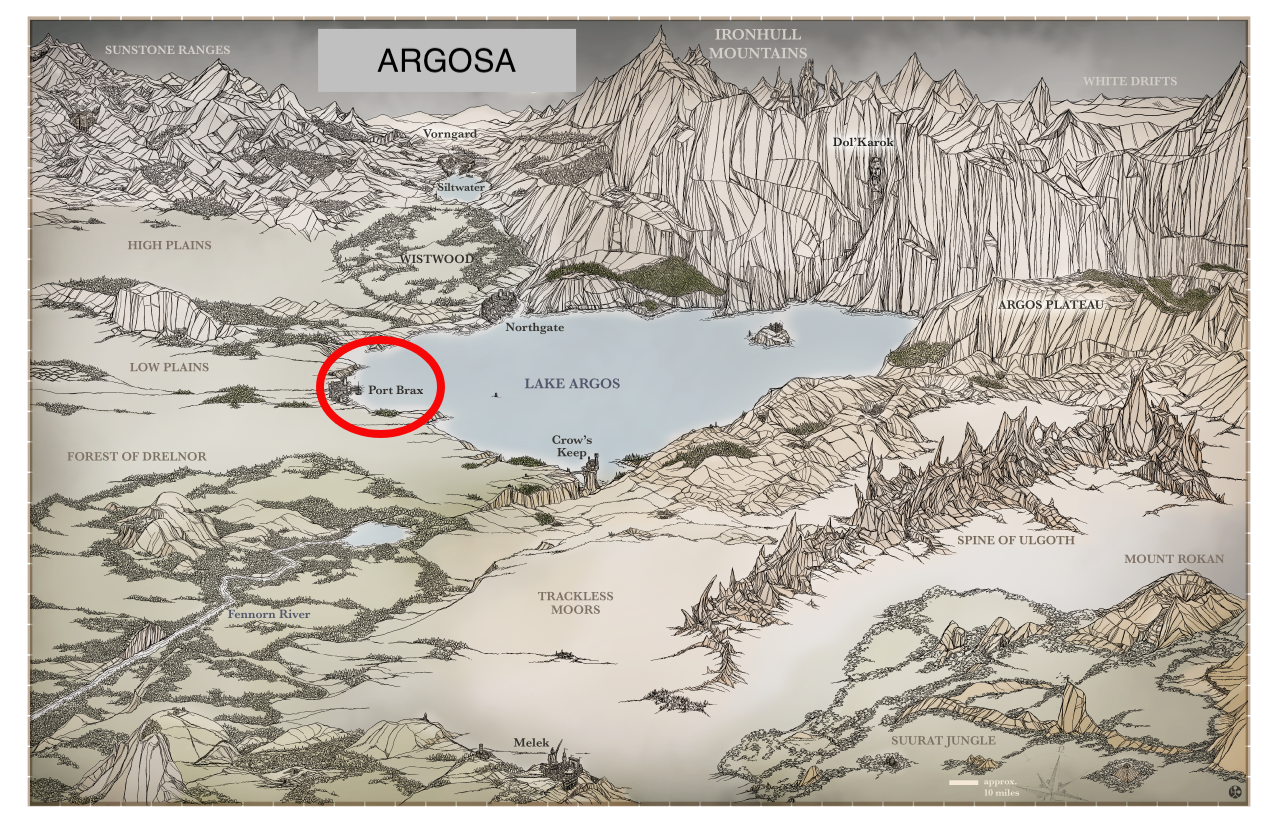 SUNSTONE RANGES
ARGOSA
IRONHULL
MOUNTAINS
WHITE DRIFTS
Vorngard
Dol'Karok
Siltwater
HIGH PLAINS
WISTWOOD
ARGOS PLATEAU
Northgate
LOW PLAINS
Port Brax
LAKE ARGOS
Crow's
Keep
FOREST OF DRELNOR
SPINE OF ULGOTH
MOUNT ROKAN
TRACKLESS
MOORS
Fennorn River
Melek
SUURAT JUNGLE
approx.
10 miles